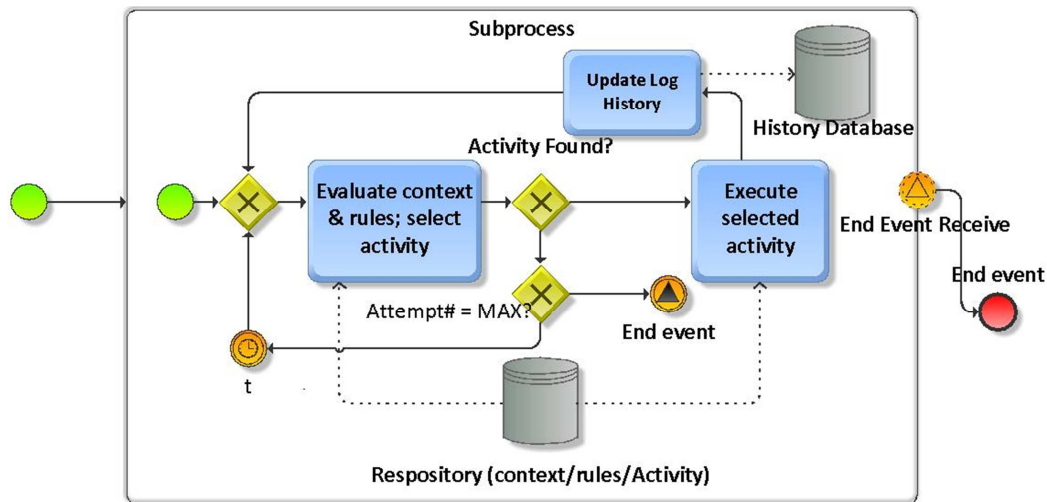 Subprocess
Update Log
History
History Database
Activity Found?
Evaluate context
& rules; select
activity
Execute
selected
activity
End Event Receive
End event
Attempt# = MAX?
End event
t
Respository (context/rules/Activity)